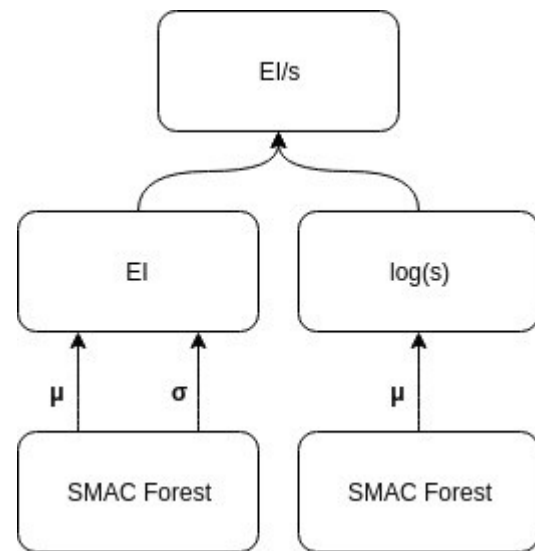 EI/s
EI
log(s)
μ
σ
μ
SMAC Forest
SMAC Forest